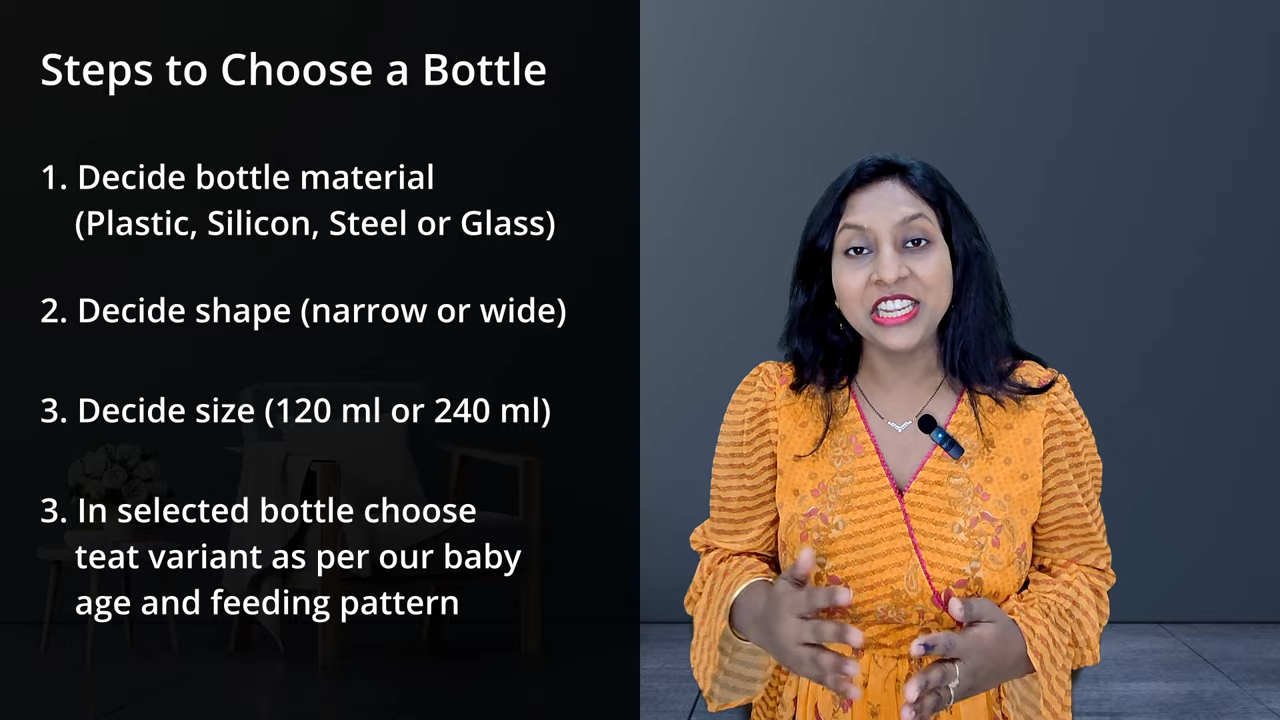 Steps to Choose a Bottle
1. Decide bottle material
(Plastic, Silicon, Steel or Glass)
2. Decide shape (narrow or wide)
3. Decide size (120 ml or 240 ml)
3. In selected bottle choose
teat variant as per our baby
age and feeding pattern